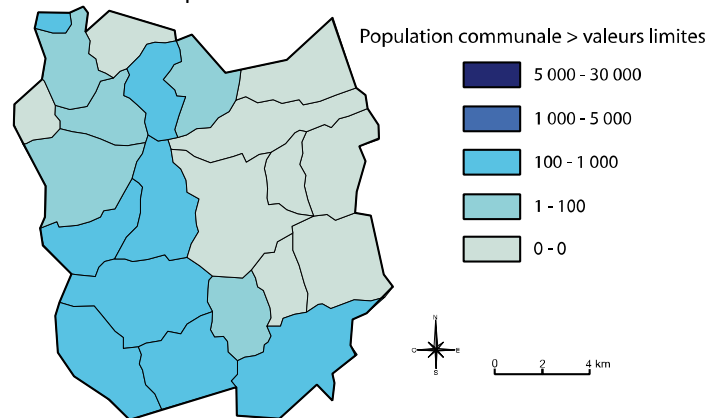 Population communale > valeurs limites
5 000 - 30 000
1 000 - 5 000
100 - 1 000
1 - 100
0 - 0
N
O E
S
0 2 4 km